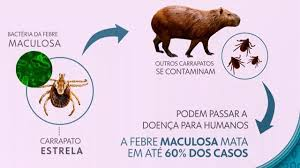 BACTÉRIA DA FEBRE
MACULOSA
CARRAPATO
ESTRELA
OUTROS CARRAPATOS
SE CONTAMINAM
PODEM PASSAR A
DOENÇA PARA HUMANOS
A FEBRE MACULOSA MATA
EM ATÉ 60% DOS CASOS